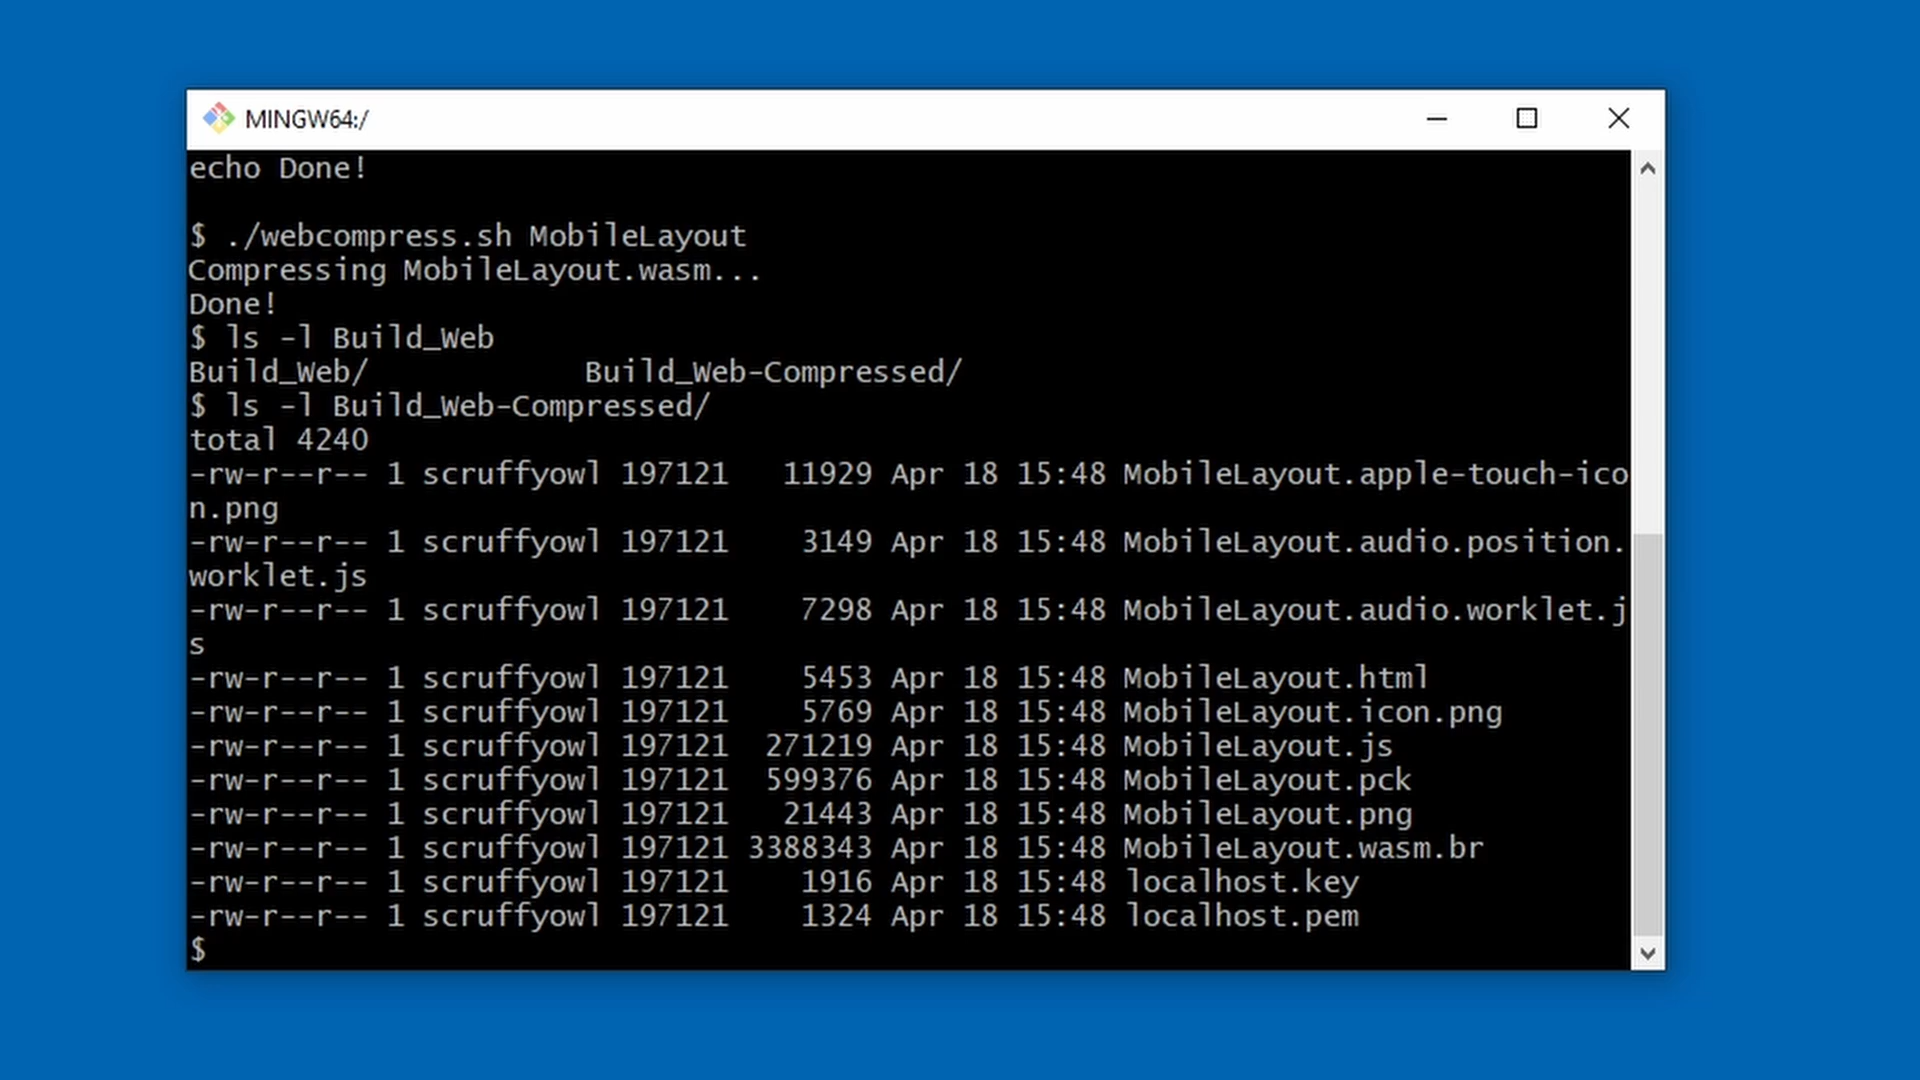 MINGW64:/
echo Done!
$ ./webcompress.sh MobileLayout
Compressing MobileLayout.wasm...
Done!
$ ls -l Build_Web
Build_Web/            Build_Web-Compressed/
$ ls -l Build_Web-Compressed/
total 4240
-rw-r--r-- 1 scruffyowl 197121   11929 Apr 18 15:48 MobileLayout.apple-touch-ico
n.png
-rw-r--r-- 1 scruffyowl 197121    3149 Apr 18 15:48 MobileLayout.audio.position.
worklet.js
-rw-r--r-- 1 scruffyowl 197121    7298 Apr 18 15:48 MobileLayout.audio.worklet.j
s
-rw-r--r-- 1 scruffyowl 197121    5453 Apr 18 15:48 MobileLayout.html
-rw-r--r-- 1 scruffyowl 197121    5769 Apr 18 15:48 MobileLayout.icon.png
-rw-r--r-- 1 scruffyowl 197121  271219 Apr 18 15:48 MobileLayout.js
-rw-r--r-- 1 scruffyowl 197121  599376 Apr 18 15:48 MobileLayout.pck
-rw-r--r-- 1 scruffyowl 197121   21443 Apr 18 15:48 MobileLayout.png
-rw-r--r-- 1 scruffyowl 197121 3388343 Apr 18 15:48 MobileLayout.wasm.br
-rw-r--r-- 1 scruffyowl 197121    1916 Apr 18 15:48 localhost.key
-rw-r--r-- 1 scruffyowl 197121    1324 Apr 18 15:48 localhost.pem
$